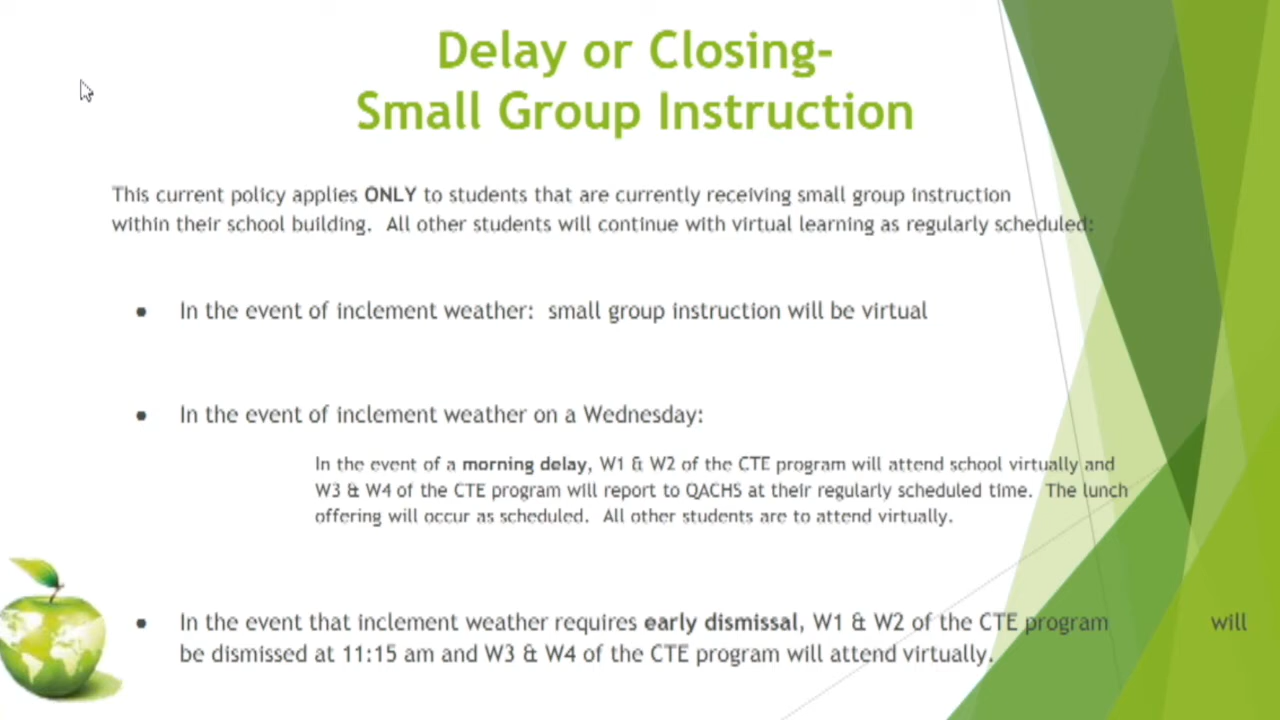 Delay or Closing-
Small Group Instruction
This current policy applies ONLY to students that are currently receiving small group instruction
within their school building.  All other students will continue with virtual learning as regularly scheduled:
● In the event of inclement weather:  small group instruction will be virtual
● In the event of inclement weather on a Wednesday:
In the event of a morning delay, W1 & W2 of the CTE program will attend school virtually and
W3 & W4 of the CTE program will report to QACHS at their regularly scheduled time.  The lunch
offering will occur as scheduled.  All other students are to attend virtually.
● In the event that inclement weather requires early dismissal, W1 & W2 of the CTE program will
be dismissed at 11:15 am and W3 & W4 of the CTE program will attend virtually.